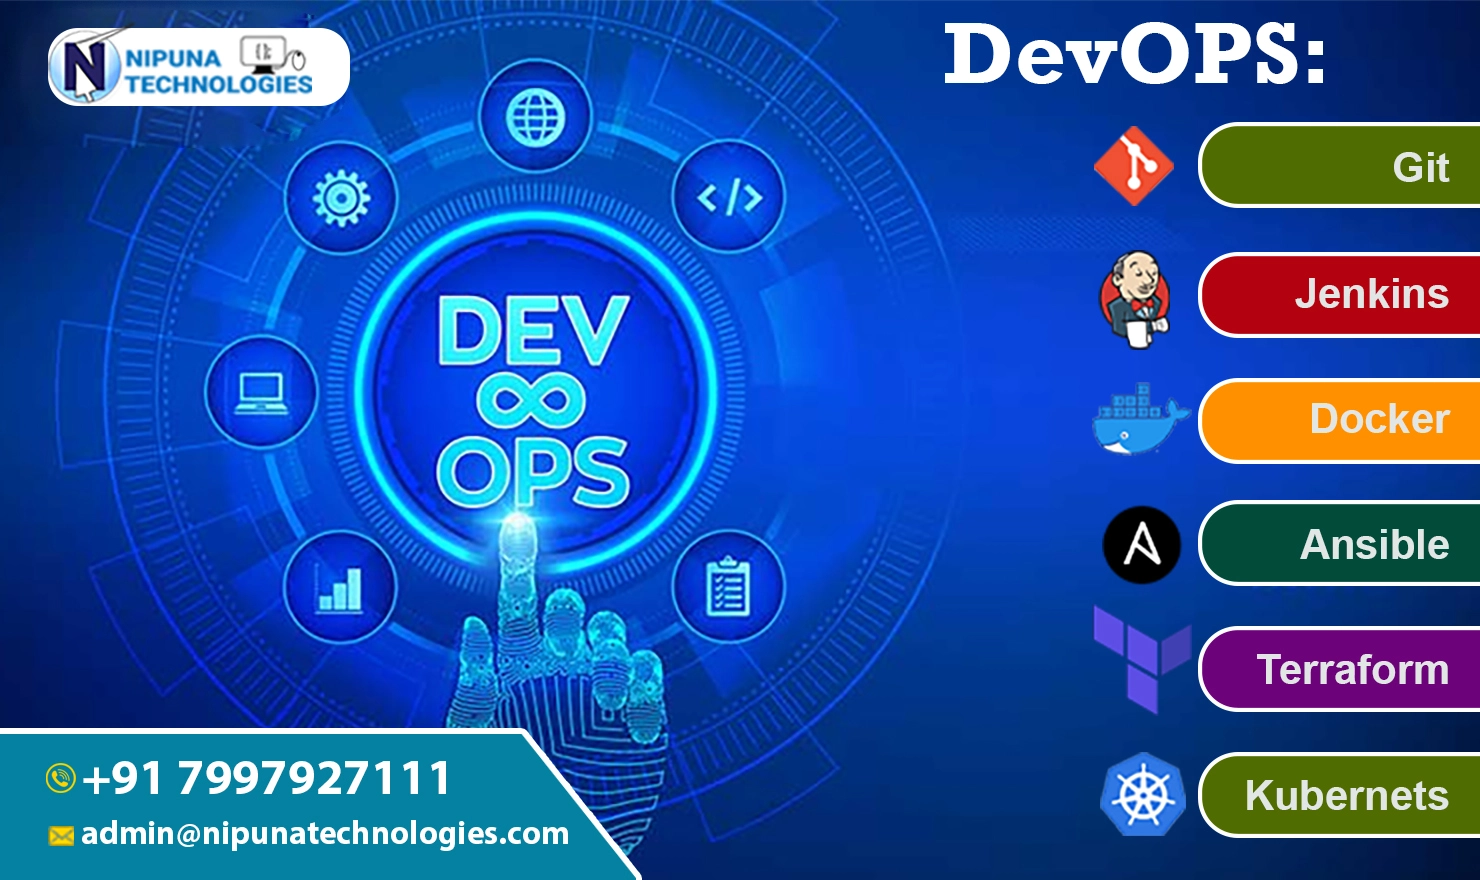 NIPUNA
TECHNOLOGIES
DevOPS:
DEV
OPS
Git
Jenkins
Docker
Ansible
Terraform
Kubernets
+91 7997927111
admin@nipunatechnologies.com